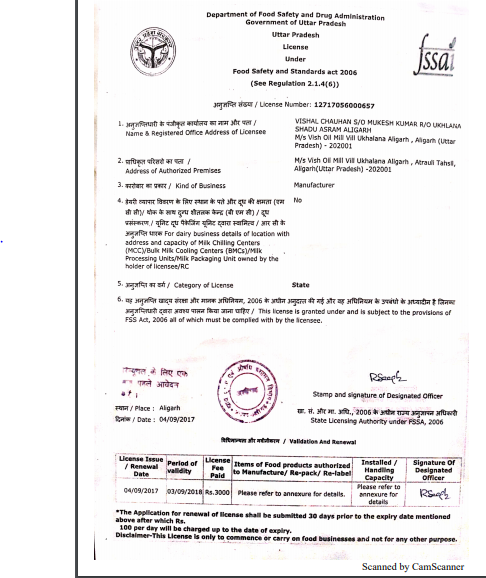 Department of Food Safety and Drug Administration
Government of Uttar Pradesh
Uttar Pradesh
License
Under
Food Safety and Standards act 2006
(See Regulation 2.1.4(6))
fssai
अनुज्ञप्ति संख्या / License Number: 12717056000657
1. अनुज्ञप्तिधारी के पंजीकृत कार्यालय का नाम और पता /
Name & Registered Office Address of Licensee
VISHAL CHAUHAN S/O MUKESH KUMAR R/O UKHLANA
SHADU ASRAM ALIGARH
M/s Vish Oil Mill Vill Ukhalana Aligarh , Aligarh (Uttar
Pradesh) - 202001
2. प्राधिकृत परिसरों का पता /
Address of Authorized Premises
M/s Vish Oil Mill Vill Ukhalana Aligarh , Atrauli Tahsil,
Aligarh(Uttar Pradesh) -202001
3. कारोबार का प्रकार / Kind of Business
Manufacturer
4. डेयरी व्यापार विवरण के लिए स्थान के पते और दूध की क्षमता (एम
सी सी)/ थोक के साथ दुग्ध शीतलक केन्द्र (बी एम सी) / दूध
प्रसंस्करण / यूनिट दूध पैकेजिंग यूनिट द्वारा स्वामित्व / आर सी के
अनुज्ञप्ति धारक For dairy business details of location with
address and capacity of Milk Chilling Centers
(MCC)/Bulk Milk Cooling Centers (BMCs)/Milk
Processing Units/Milk Packaging Unit owned by the
holder of licensee/RC
No
5. अनुज्ञप्ति का वर्ग / Category of License
State
6. यह अनुज्ञप्ति खाद्य संरक्षा और मानक अधिनियम, 2006 के अधीन अनुदत्त की गई और यह अधिनियम के उपबंधो के अध्याधीन है जिनका
अनुज्ञप्तिधारी द्वारा अवश्य पालन किया जाना चाहिए / This license is granted under and is subject to the provisions of
FSS Act, 2006 all of which must be complied with by the licensee.
के लिए एक
पहले आवेदन
Stamp and signature of Designated Officer
स्थान / Place : Aligarh
दिनांक / Date : 04/09/2017
खा. सं. और मा. अधि., 2006 के अधीन राज्य अनुज्ञापन अधिकारी
State Licensing Authority under FSSA, 2006
विधिमान्यता और नवीनीकरण / Validation And Renewal
License Issue / Renewal Date
Period of validity
License Fee Paid
Items of Food products authorized to Manufacture/ Re-pack/ Re-label
Installed / Handling Capacity
Signature Of Designated Officer
04/09/2017
03/09/2018
Rs.3000
Please refer to annexure for details.
Please refer to annexure for details
*The Application for renewal of license shall be submitted 30 days prior to the expiry date mentioned
above after which Rs.
100 per day will be charged up to the date of expiry.
Disclaimer-This License is only to commence or carry on food businesses and not for any other purpose.
Scanned by CamScanner